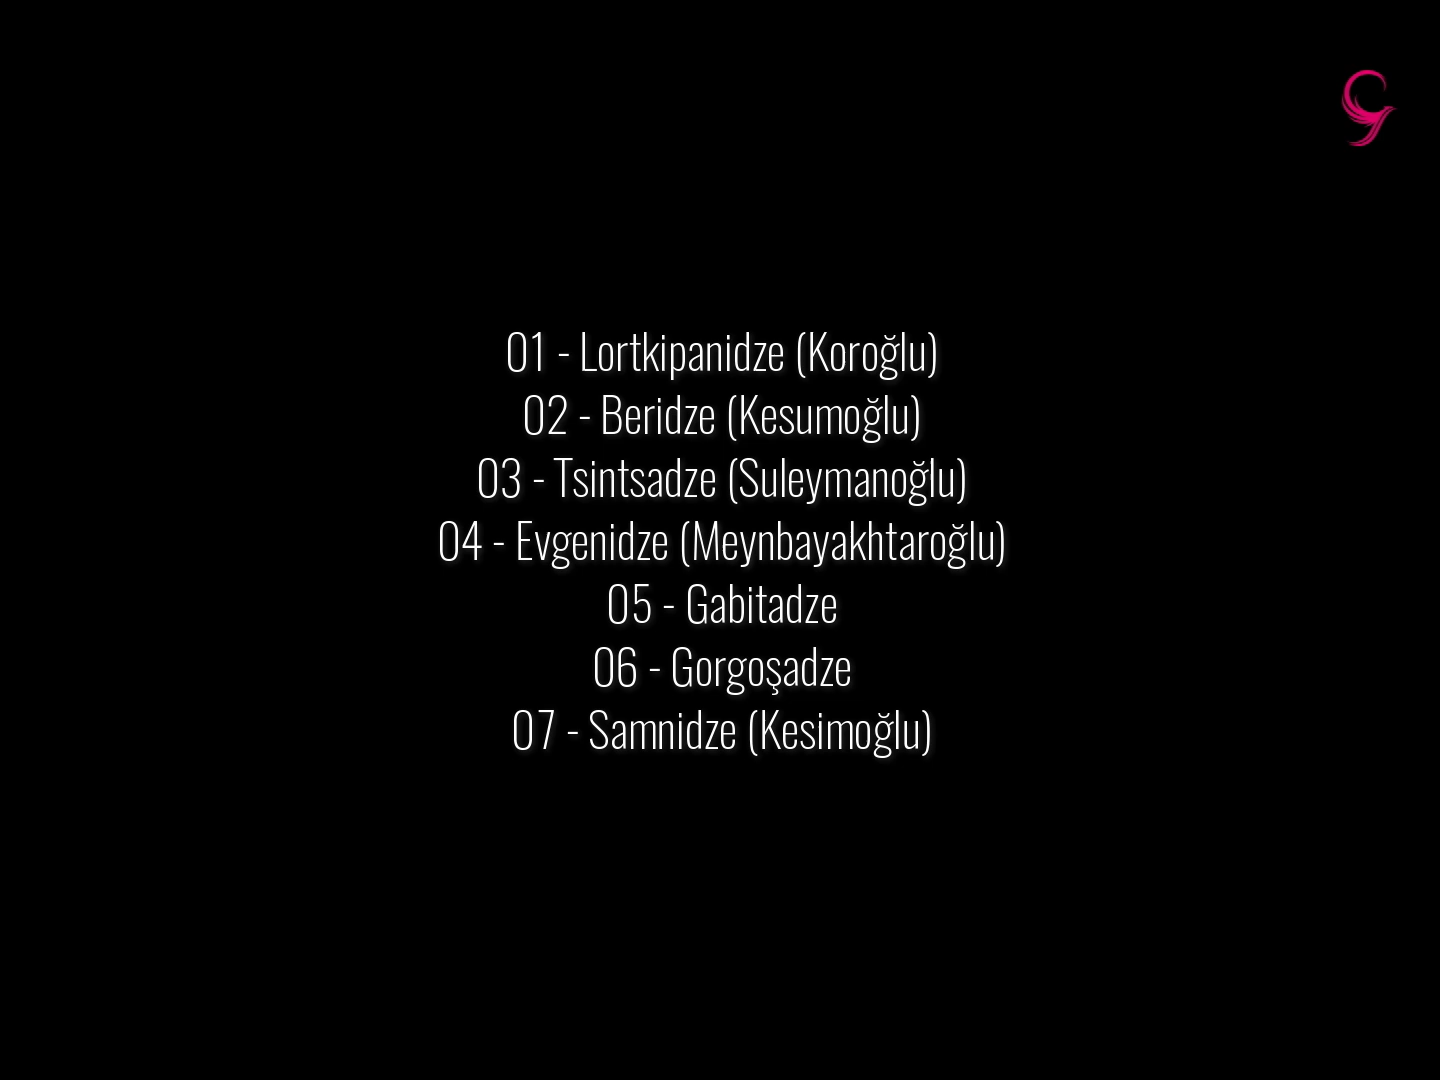 01 - Lortkipanidze (Koroğlu)
02 - Beridze (Kesumoğlu)
03 - Tsintsadze (Suleymanoğlu)
04 - Evgenidze (Meynbayakhtaroğlu)
05 - Gabitadze
06 - Gorgoşadze
07 - Samnidze (Kesimoğlu)